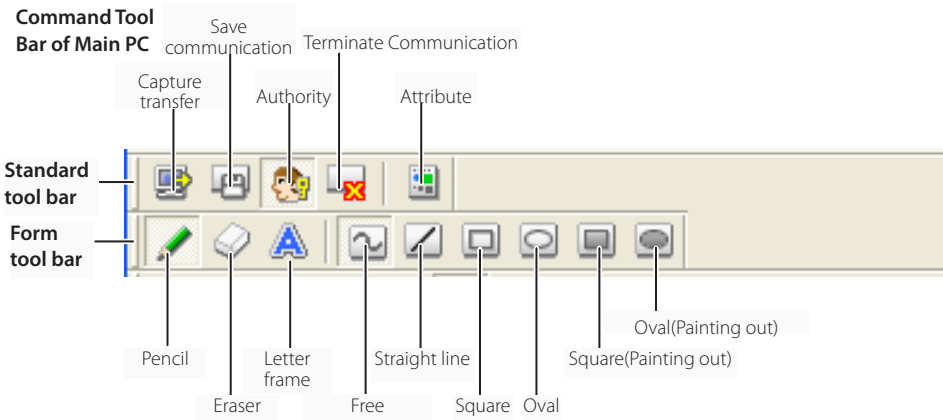 Command Tool
Bar of Main PC
Save
communication
Terminate Communication
Capture
transfer
Authority
Attribute
Standard
tool bar
Form
tool bar
Oval(Painting out)
Pencil
Letter
frame
Straight line
Square(Painting out)
Eraser
Free
Square
Oval